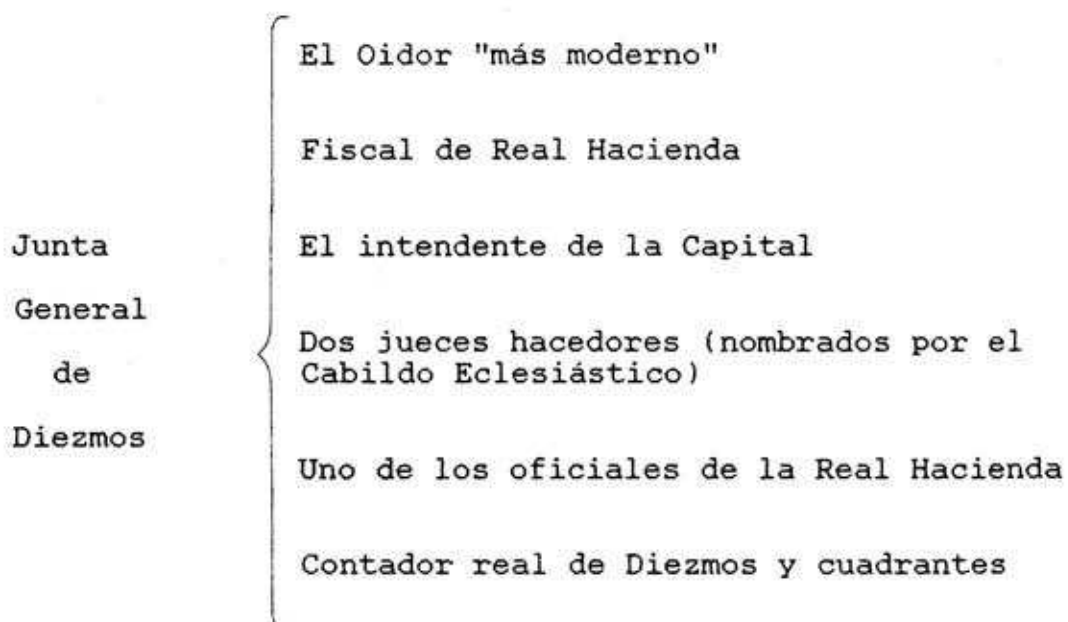 Junta
General
de
Diezmos
El Oidor "más moderno"
Fiscal de Real Hacienda
El intendente de la Capital
Dos jueces hacedores (nombrados por el
Cabildo Eclesiástico)
Uno de los oficiales de la Real Hacienda
Contador real de Diezmos y cuadrantes